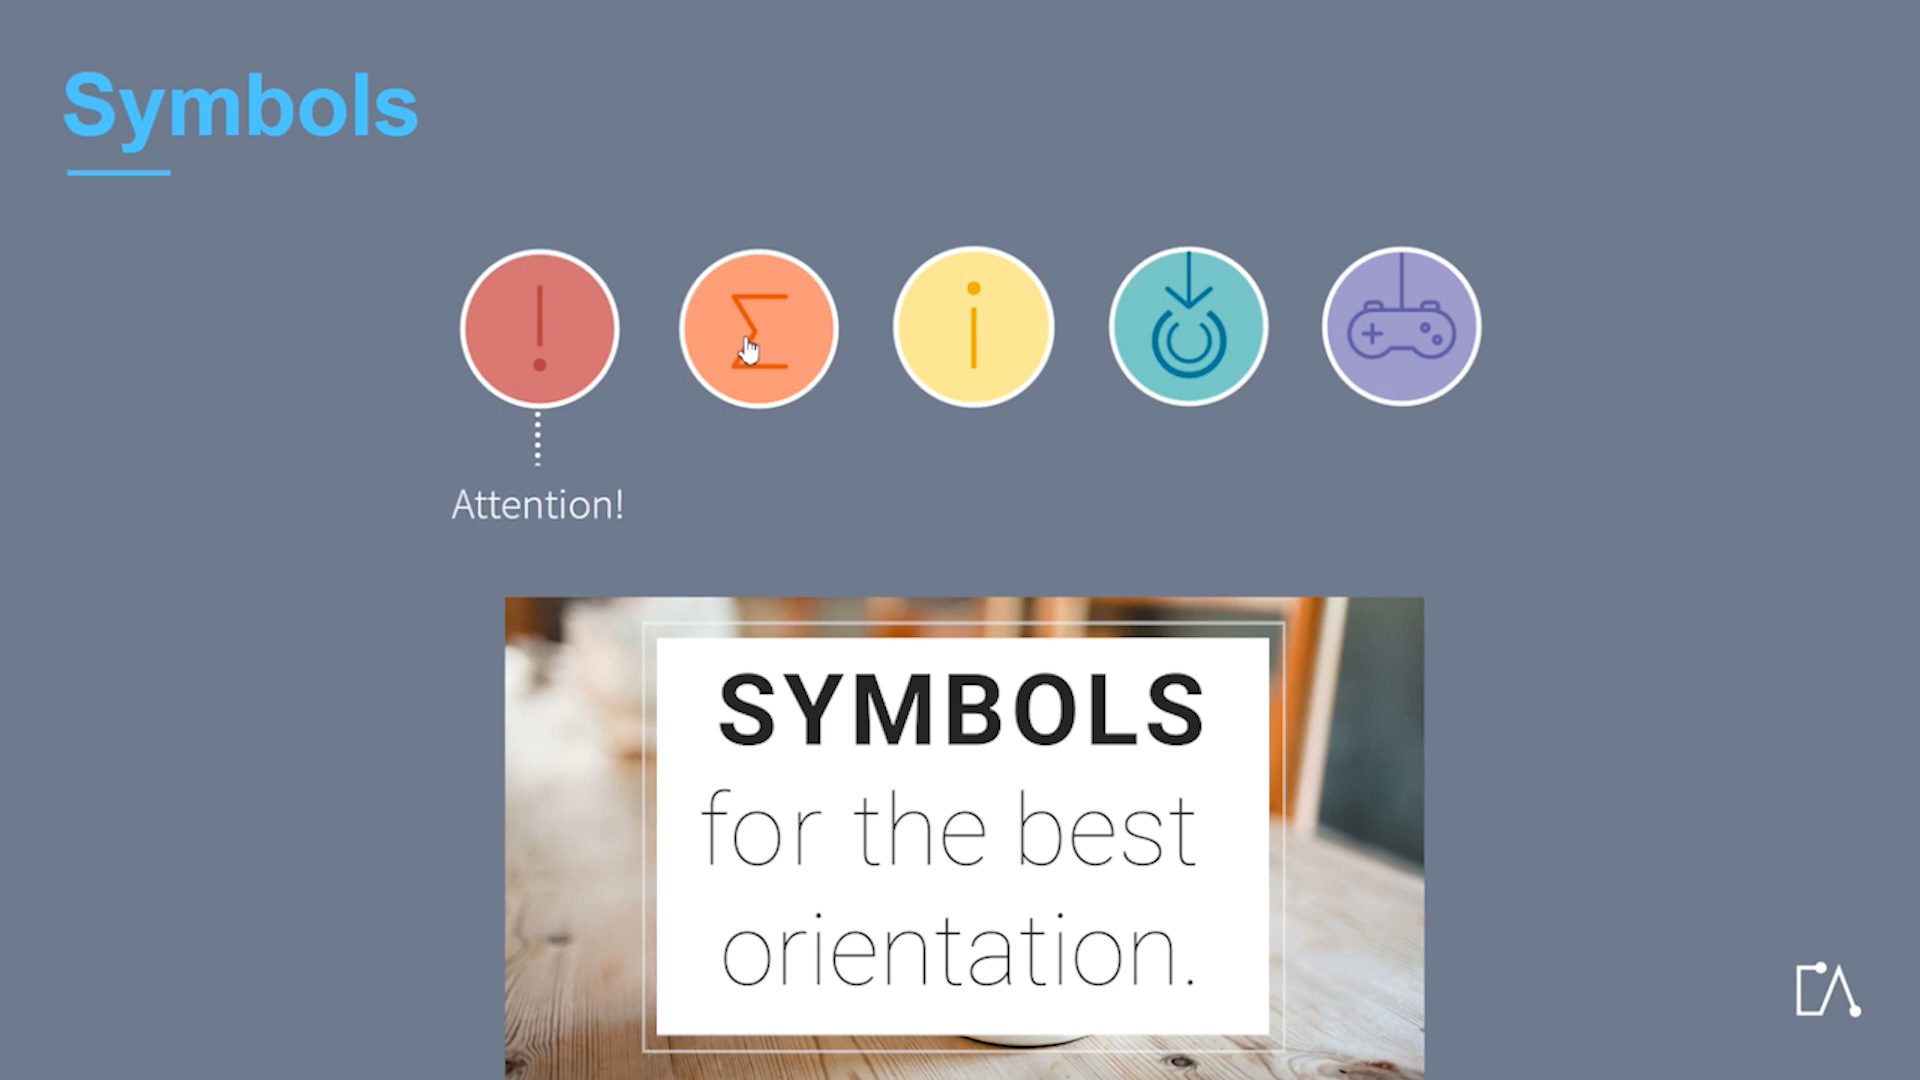 Symbols
!
Σ
i
Attention!
SYMBOLS
for the best
orientation.